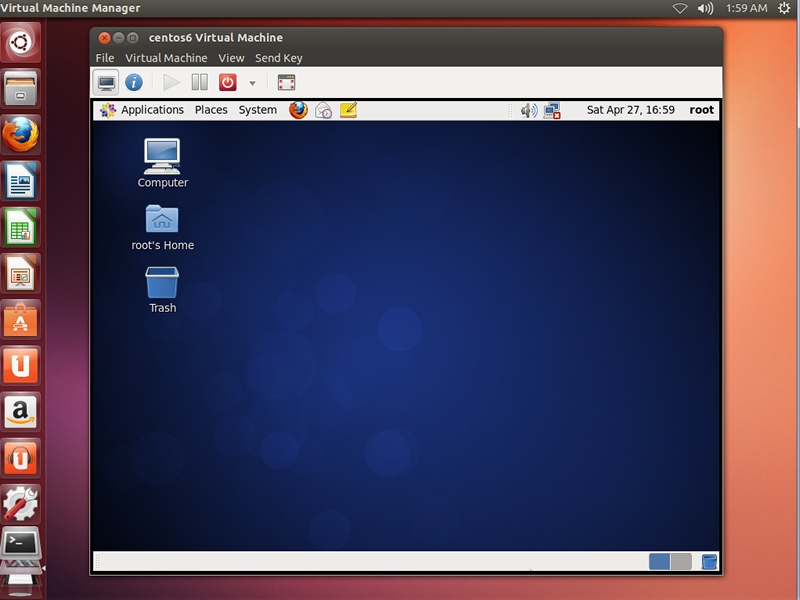 Virtual Machine Manager
1:59 AM
centos6 Virtual Machine
File Virtual Machine View Send Key
Applications Places System
Sat Apr 27, 16:59 root
Computer
root's Home
Trash